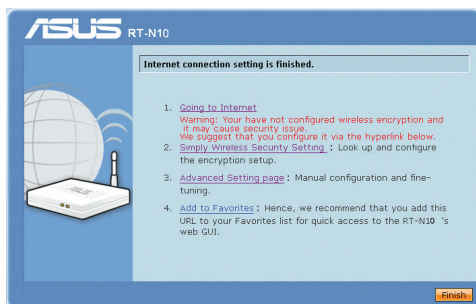 ASUS RT-N10
Internet connection setting is finished.
1. Going to Internet
Warning: Your have not configured wireless encryption and
it may cause security issue.
We suggest that you configure it via the hyperlink below.
2. Simply Wireless Security Setting : Look up and configure
the encryption setup.
3. Advanced Setting page : Manual configuration and fine-
tuning.
4. Add to Favorites : Hence, we recommend that you add this
URL to your Favorites list for quick access to the RT-N10 's
web GUI.
Finish